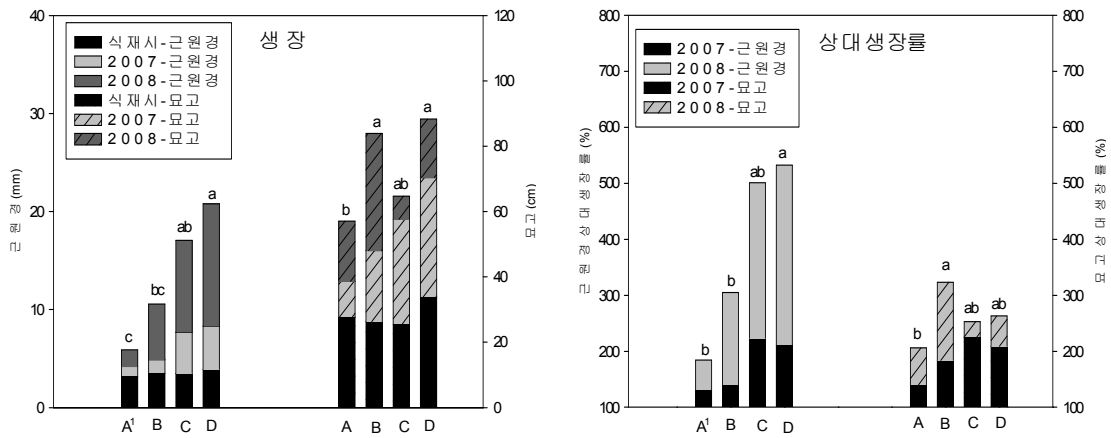 생장
식재시-근원경
2007-근원경
2008-근원경
식재시-묘고
2007-묘고
2008-묘고
근원경 (mm)
40
30
20
10
0
묘고 (cm)
120
100
80
60
40
20
0
c
bc
ab
a
b
a
ab
a
A¹ B C D
A B C D
상대생장률
2007-근원경
2008-근원경
2007-묘고
2008-묘고
근원경상대생장률 (%)
800
700
600
500
400
300
200
100
묘고상대생장률 (%)
800
700
600
500
400
300
200
100
b
b
ab
a
b
a
ab
ab
A¹ B C D
A B C D